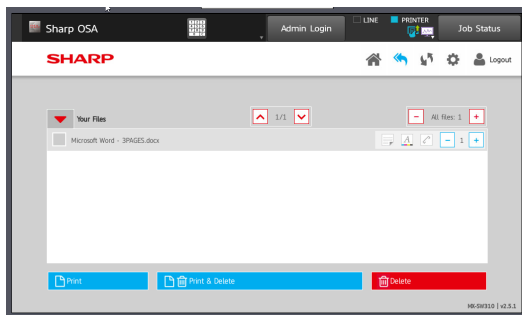 Sharp OSA
Admin Login
LINE
PRINTER
Job Status
SHARP
Logout
Your Files
1/1
All files: 1
Microsoft Word - 3PAGES.docx
A
1
Print
Print & Delete
Delete
MX-SW310 | v2.5.1